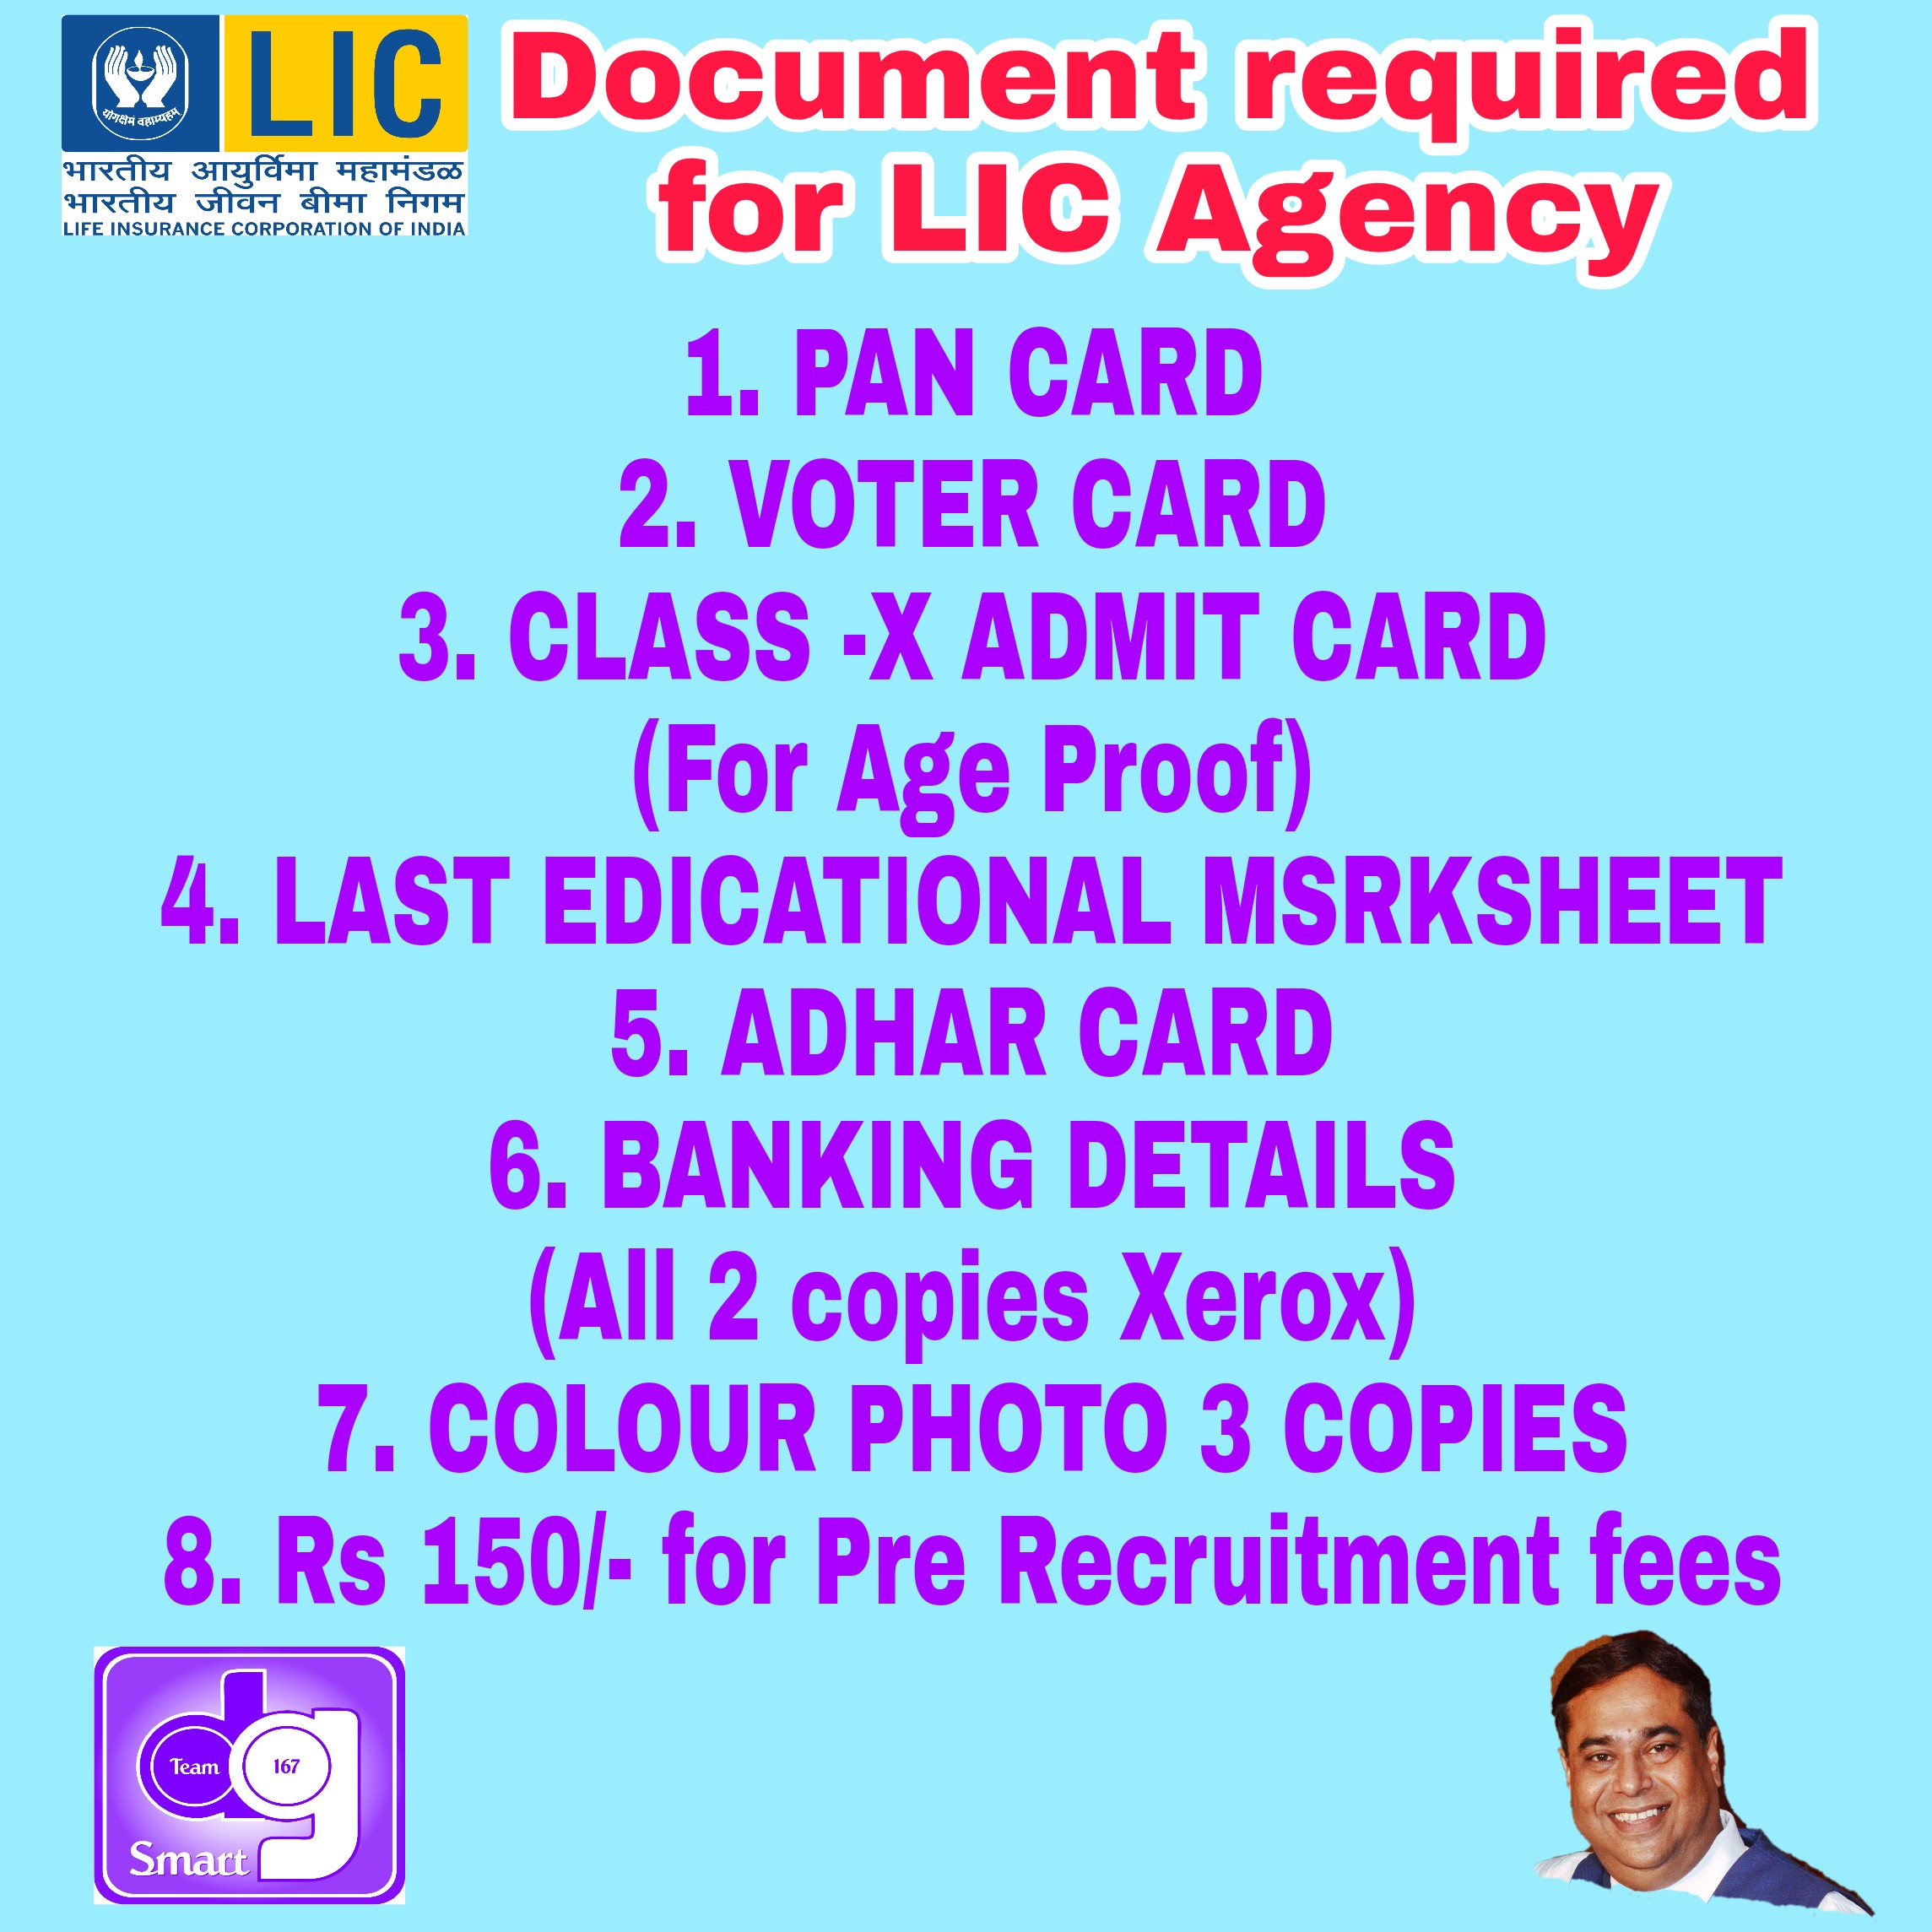 LIC
योगक्षेमं वहाम्यहम्
भारतीय आयुर्विमा महामंडळ
भारतीय जीवन बीमा निगम
LIFE INSURANCE CORPORATION OF INDIA
Document required
for LIC Agency
1. PAN CARD
2. VOTER CARD
3. CLASS -X ADMIT CARD
(For Age Proof)
4. LAST EDICATIONAL MSRKSHEET
5. ADHAR CARD
6. BANKING DETAILS
(All 2 copies Xerox)
7. COLOUR PHOTO 3 COPIES
8. Rs 150/- for Pre Recruitment fees
dg
Team 167
Smart